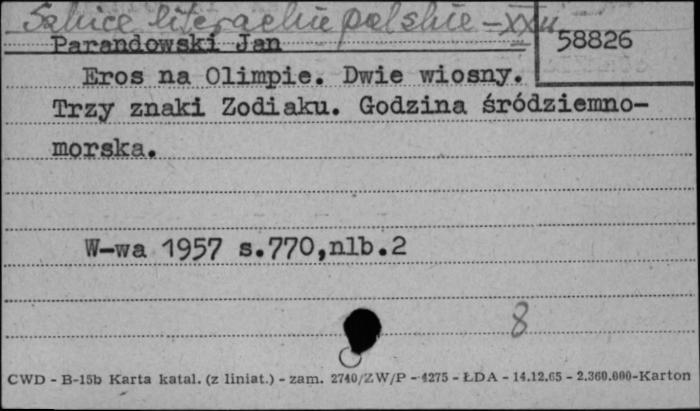 Szkice literackie polskie - XX w
Parandowski Jan
58826
Eros na Olimpie. Dwie wiosny.
Trzy znaki Zodiaku. Godzina śródziemno-
morska.
W-wa 1957 s.770,nlb.2
8
CWD - B-15b Karta katal. (z liniat.) - zam. 2740/ZW/P - 4275 - ŁDA - 14.12.65 - 2.360.000-Karton